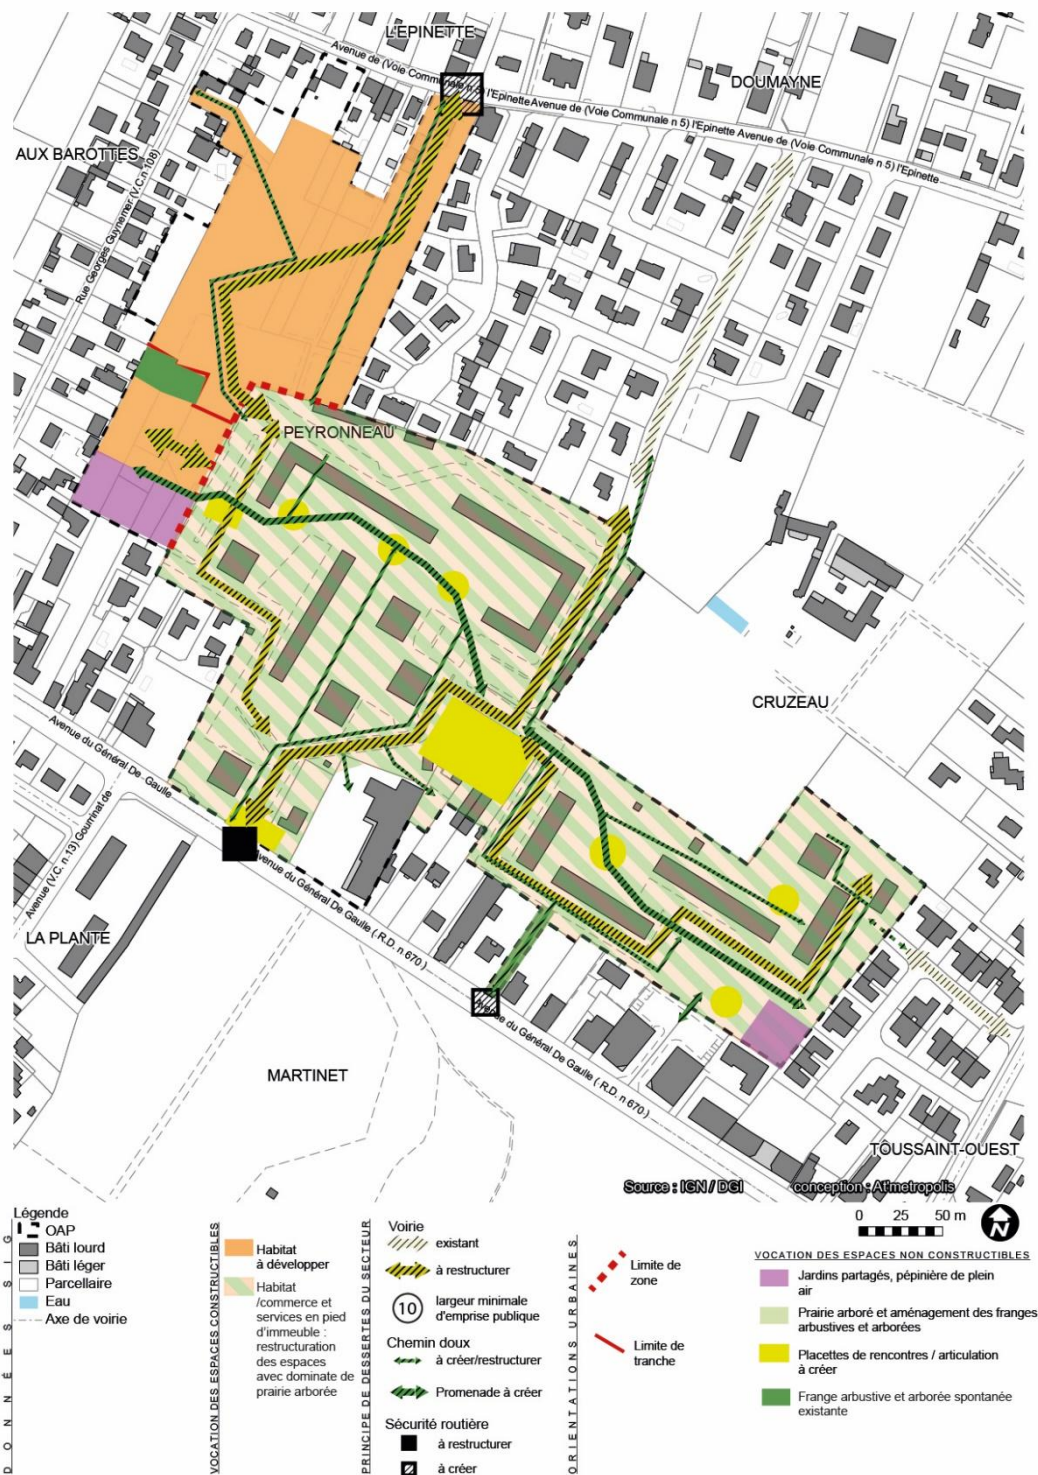 L'EPINETTE
Avenue de (Voie Communale n 5) l'Epinette Avenue de (Voie Communale n 5) l'Epinette Avenue de (Voie Communale n 5) l'Epinette
DOUMAYNE
AUX BAROTTES
Rue Georges Guynemer (V.C. n 108)
PEYRONNEAU
CRUZEAU
Avenue du Général De Gaulle
Avenue (V.C. n 13) Gourinat de
Avenue du Général De Gaulle ( R.D. n 670 )
LA PLANTE
Avenue du Général De Gaulle ( R.D. n 670 )
MARTINET
TOUSSAINT-OUEST
Source : IGN / DGI
conception : At'metropolis
0 25 50 m
N
Légende
DONNÉES SIG
OAP
Bâti lourd
Bâti léger
Parcellaire
Eau
Axe de voirie
VOCATION DES ESPACES CONSTRUCTIBLES
Habitat
à développer
Habitat
/commerce et
services en pied
d'immeuble :
restructuration
des espaces
avec dominate de
prairie arborée
PRINCIPE DE DESSERTES DU SECTEUR
Voirie
existant
à restructurer
10
largeur minimale
d'emprise publique
Chemin doux
à créer/restructurer
Promenade à créer
Sécurité routière
à restructurer
à créer
ORIENTATIONS URBAINES
Limite de
zone
Limite de
tranche
VOCATION DES ESPACES NON CONSTRUCTIBLES
Jardins partagés, pépinière de plein
air
Prairie arboré et aménagement des franges
arbustives et arborées
Placettes de rencontres / articulation
à créer
Frange arbustive et arborée spontanée
existante